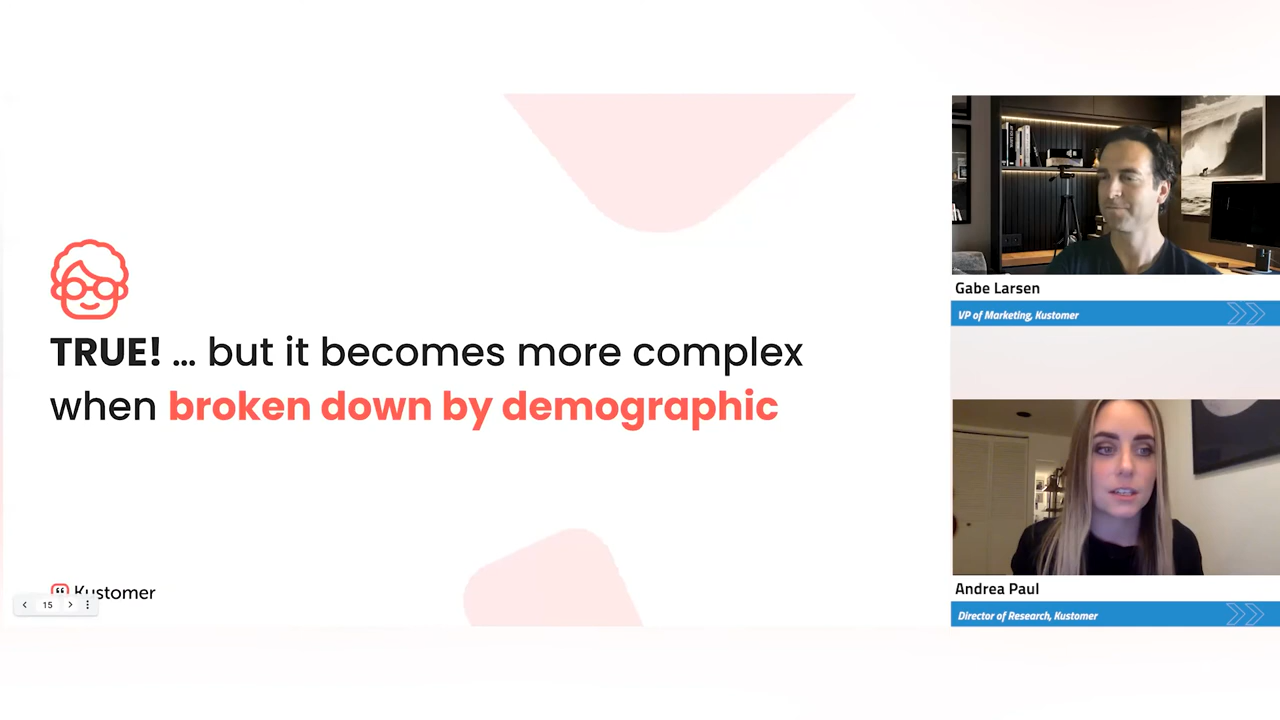 TRUE! ... but it becomes more complex
when broken down by demographic
Kustomer
15
Gabe Larsen
VP of Marketing, Kustomer
Andrea Paul
Director of Research, Kustomer